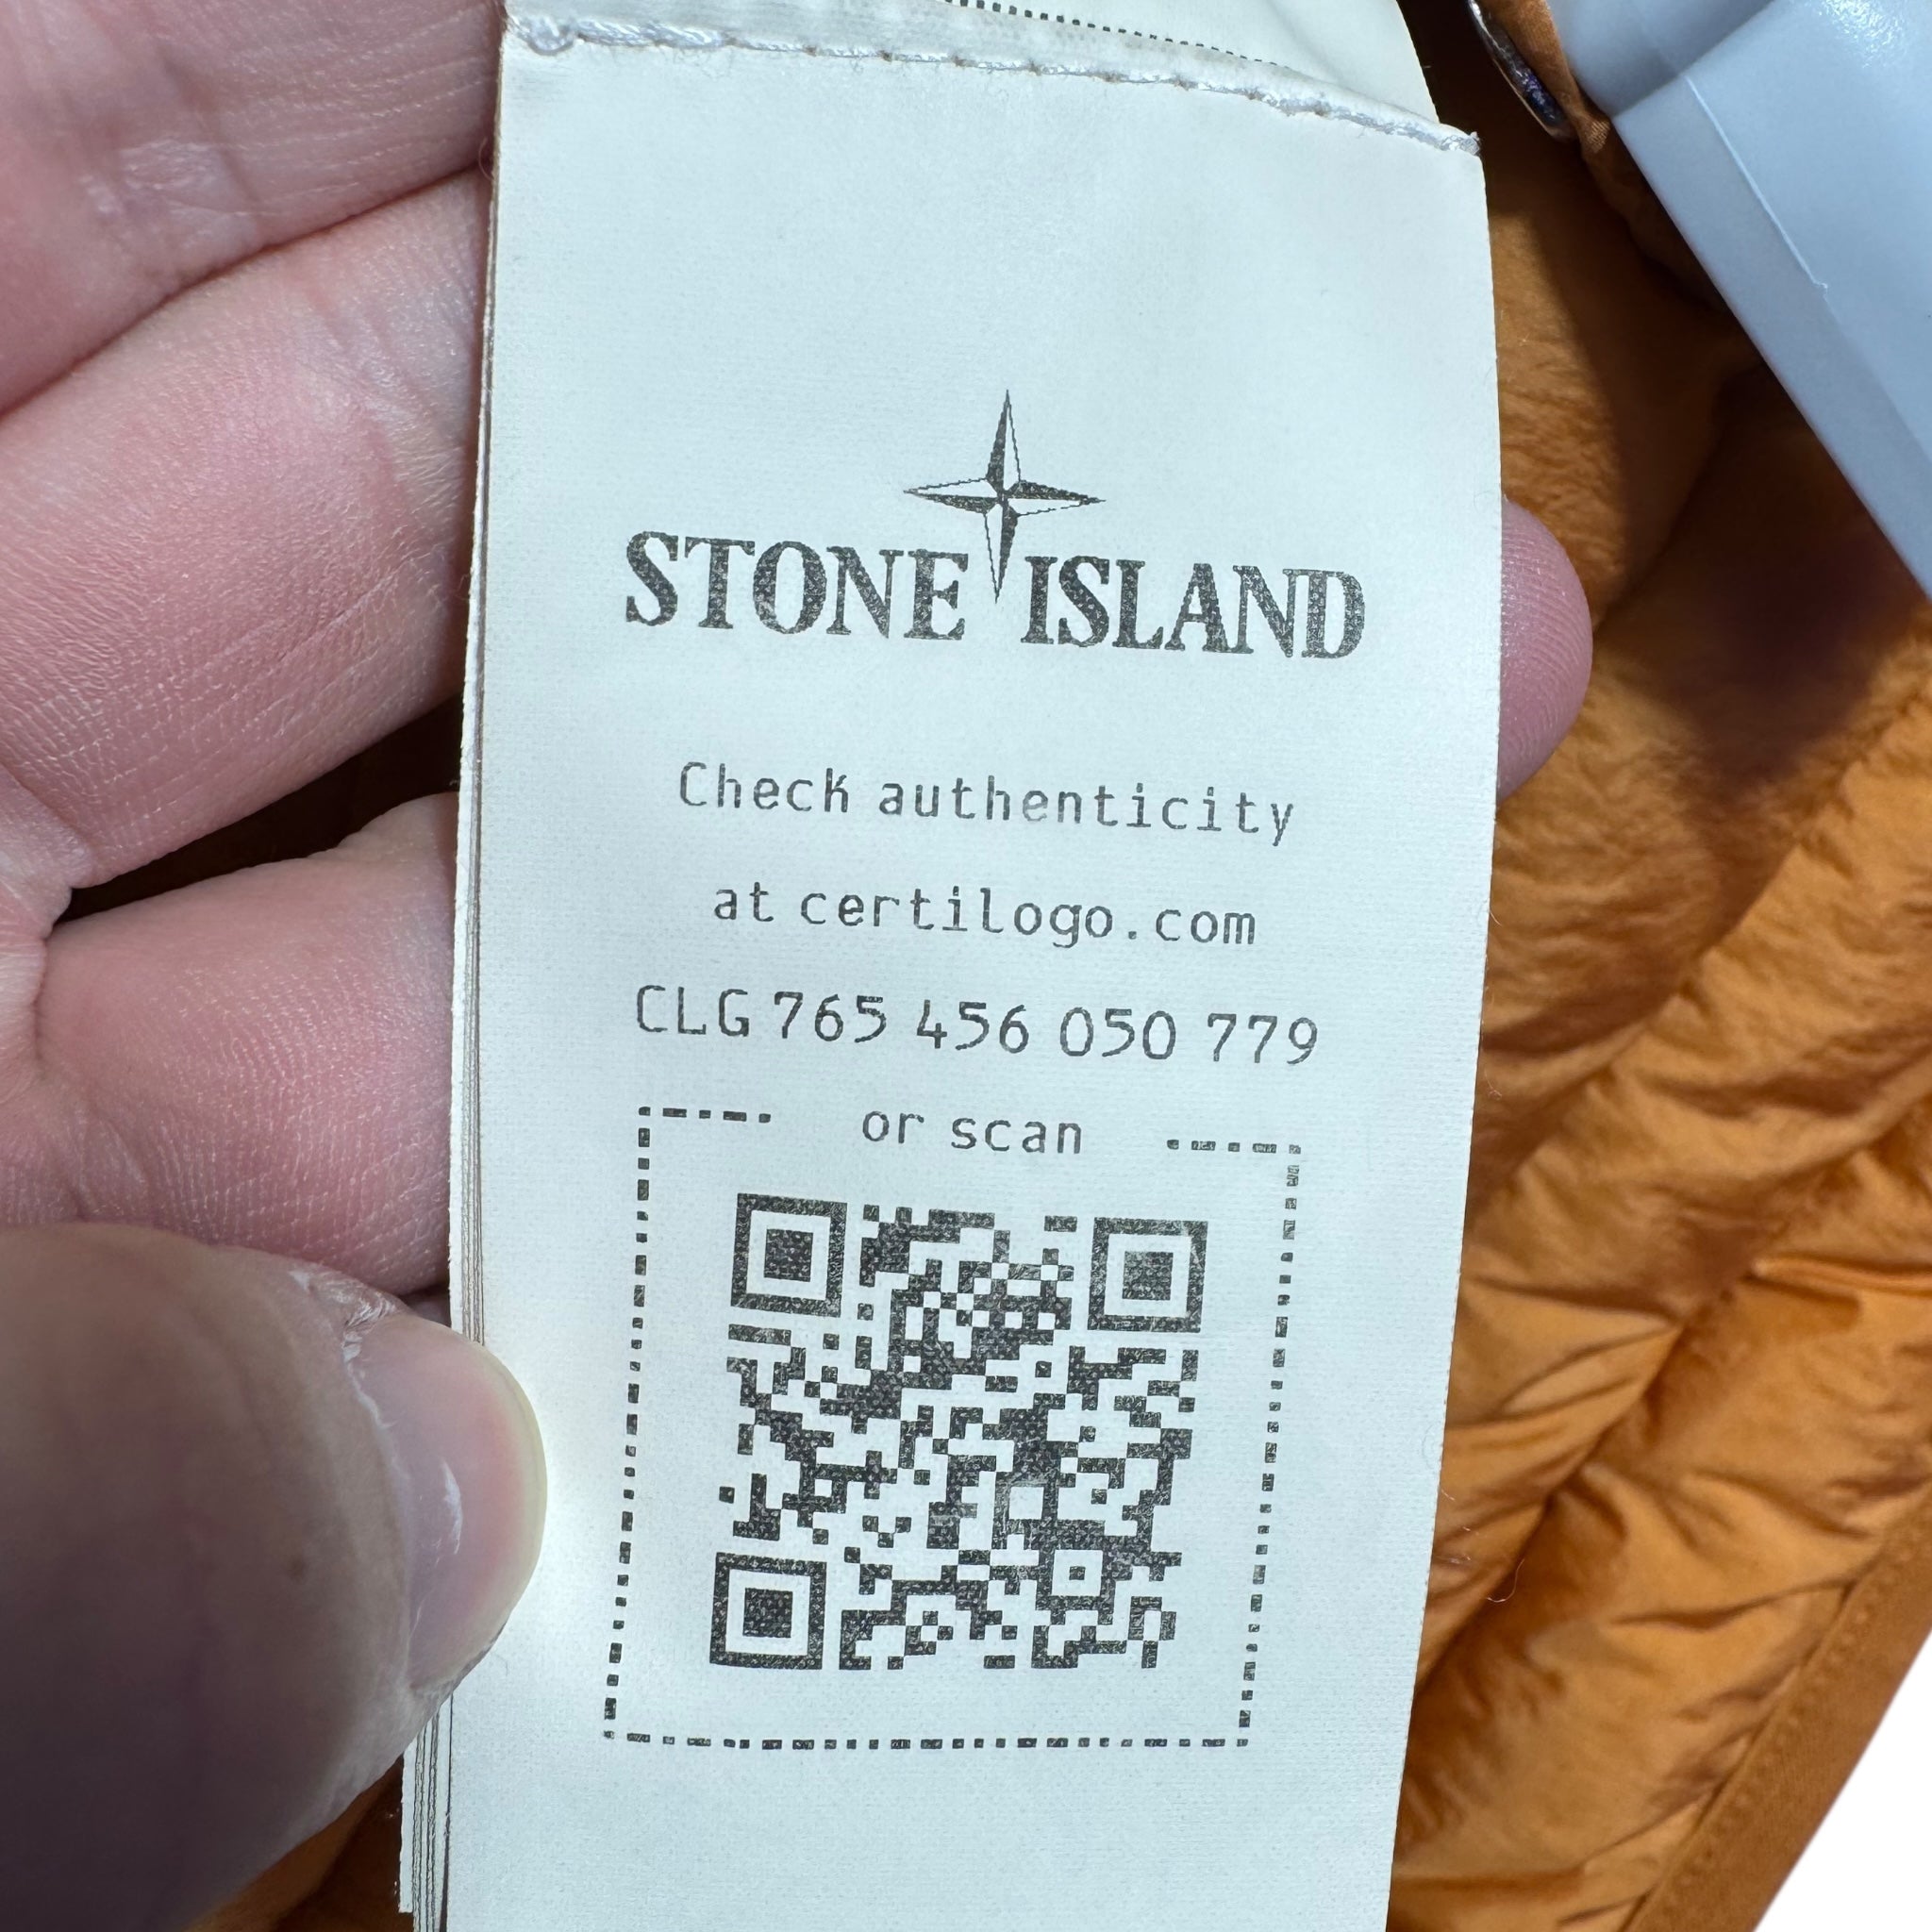 STONE ISLAND
Check authenticity
at certilogo.com
CLG 765 456 050 779
or scan